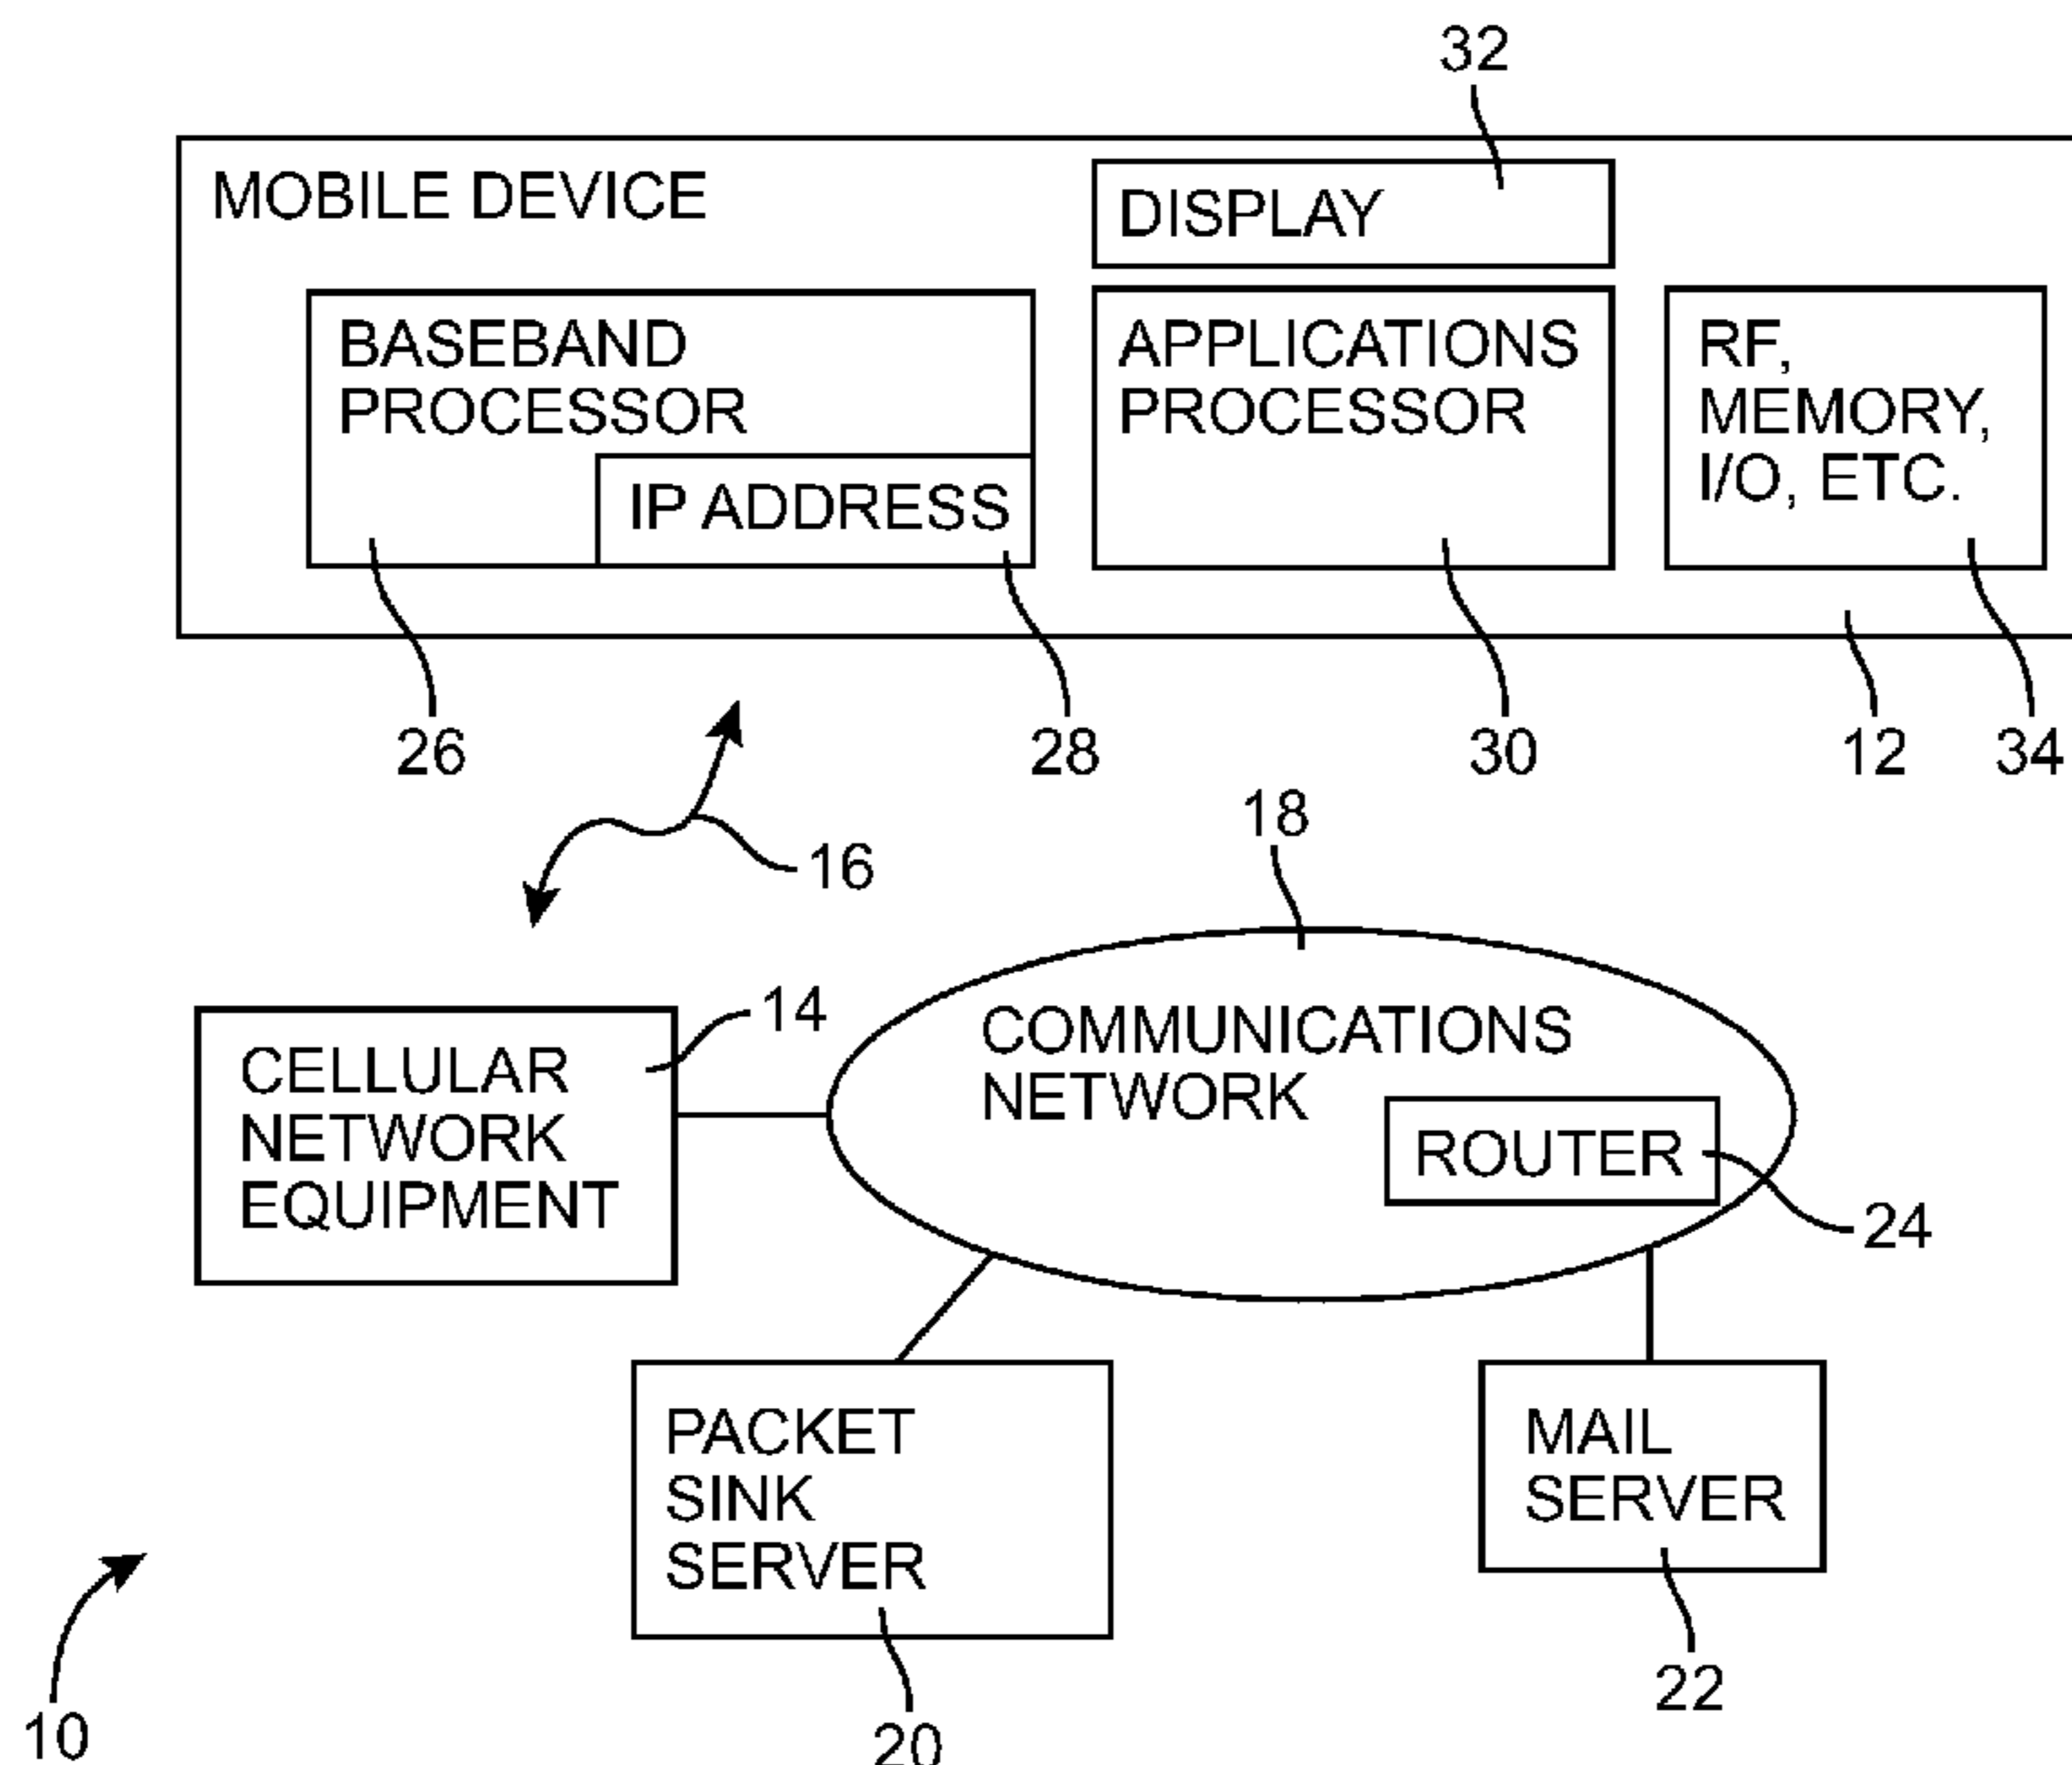 32
MOBILE DEVICE
DISPLAY
BASEBAND
PROCESSOR
IP ADDRESS
APPLICATIONS
PROCESSOR
RF,
MEMORY,
I/O, ETC.
26
28
30
12
34
16
18
14
CELLULAR
NETWORK
EQUIPMENT
COMMUNICATIONS
NETWORK
ROUTER
24
PACKET
SINK
SERVER
MAIL
SERVER
22
10
20